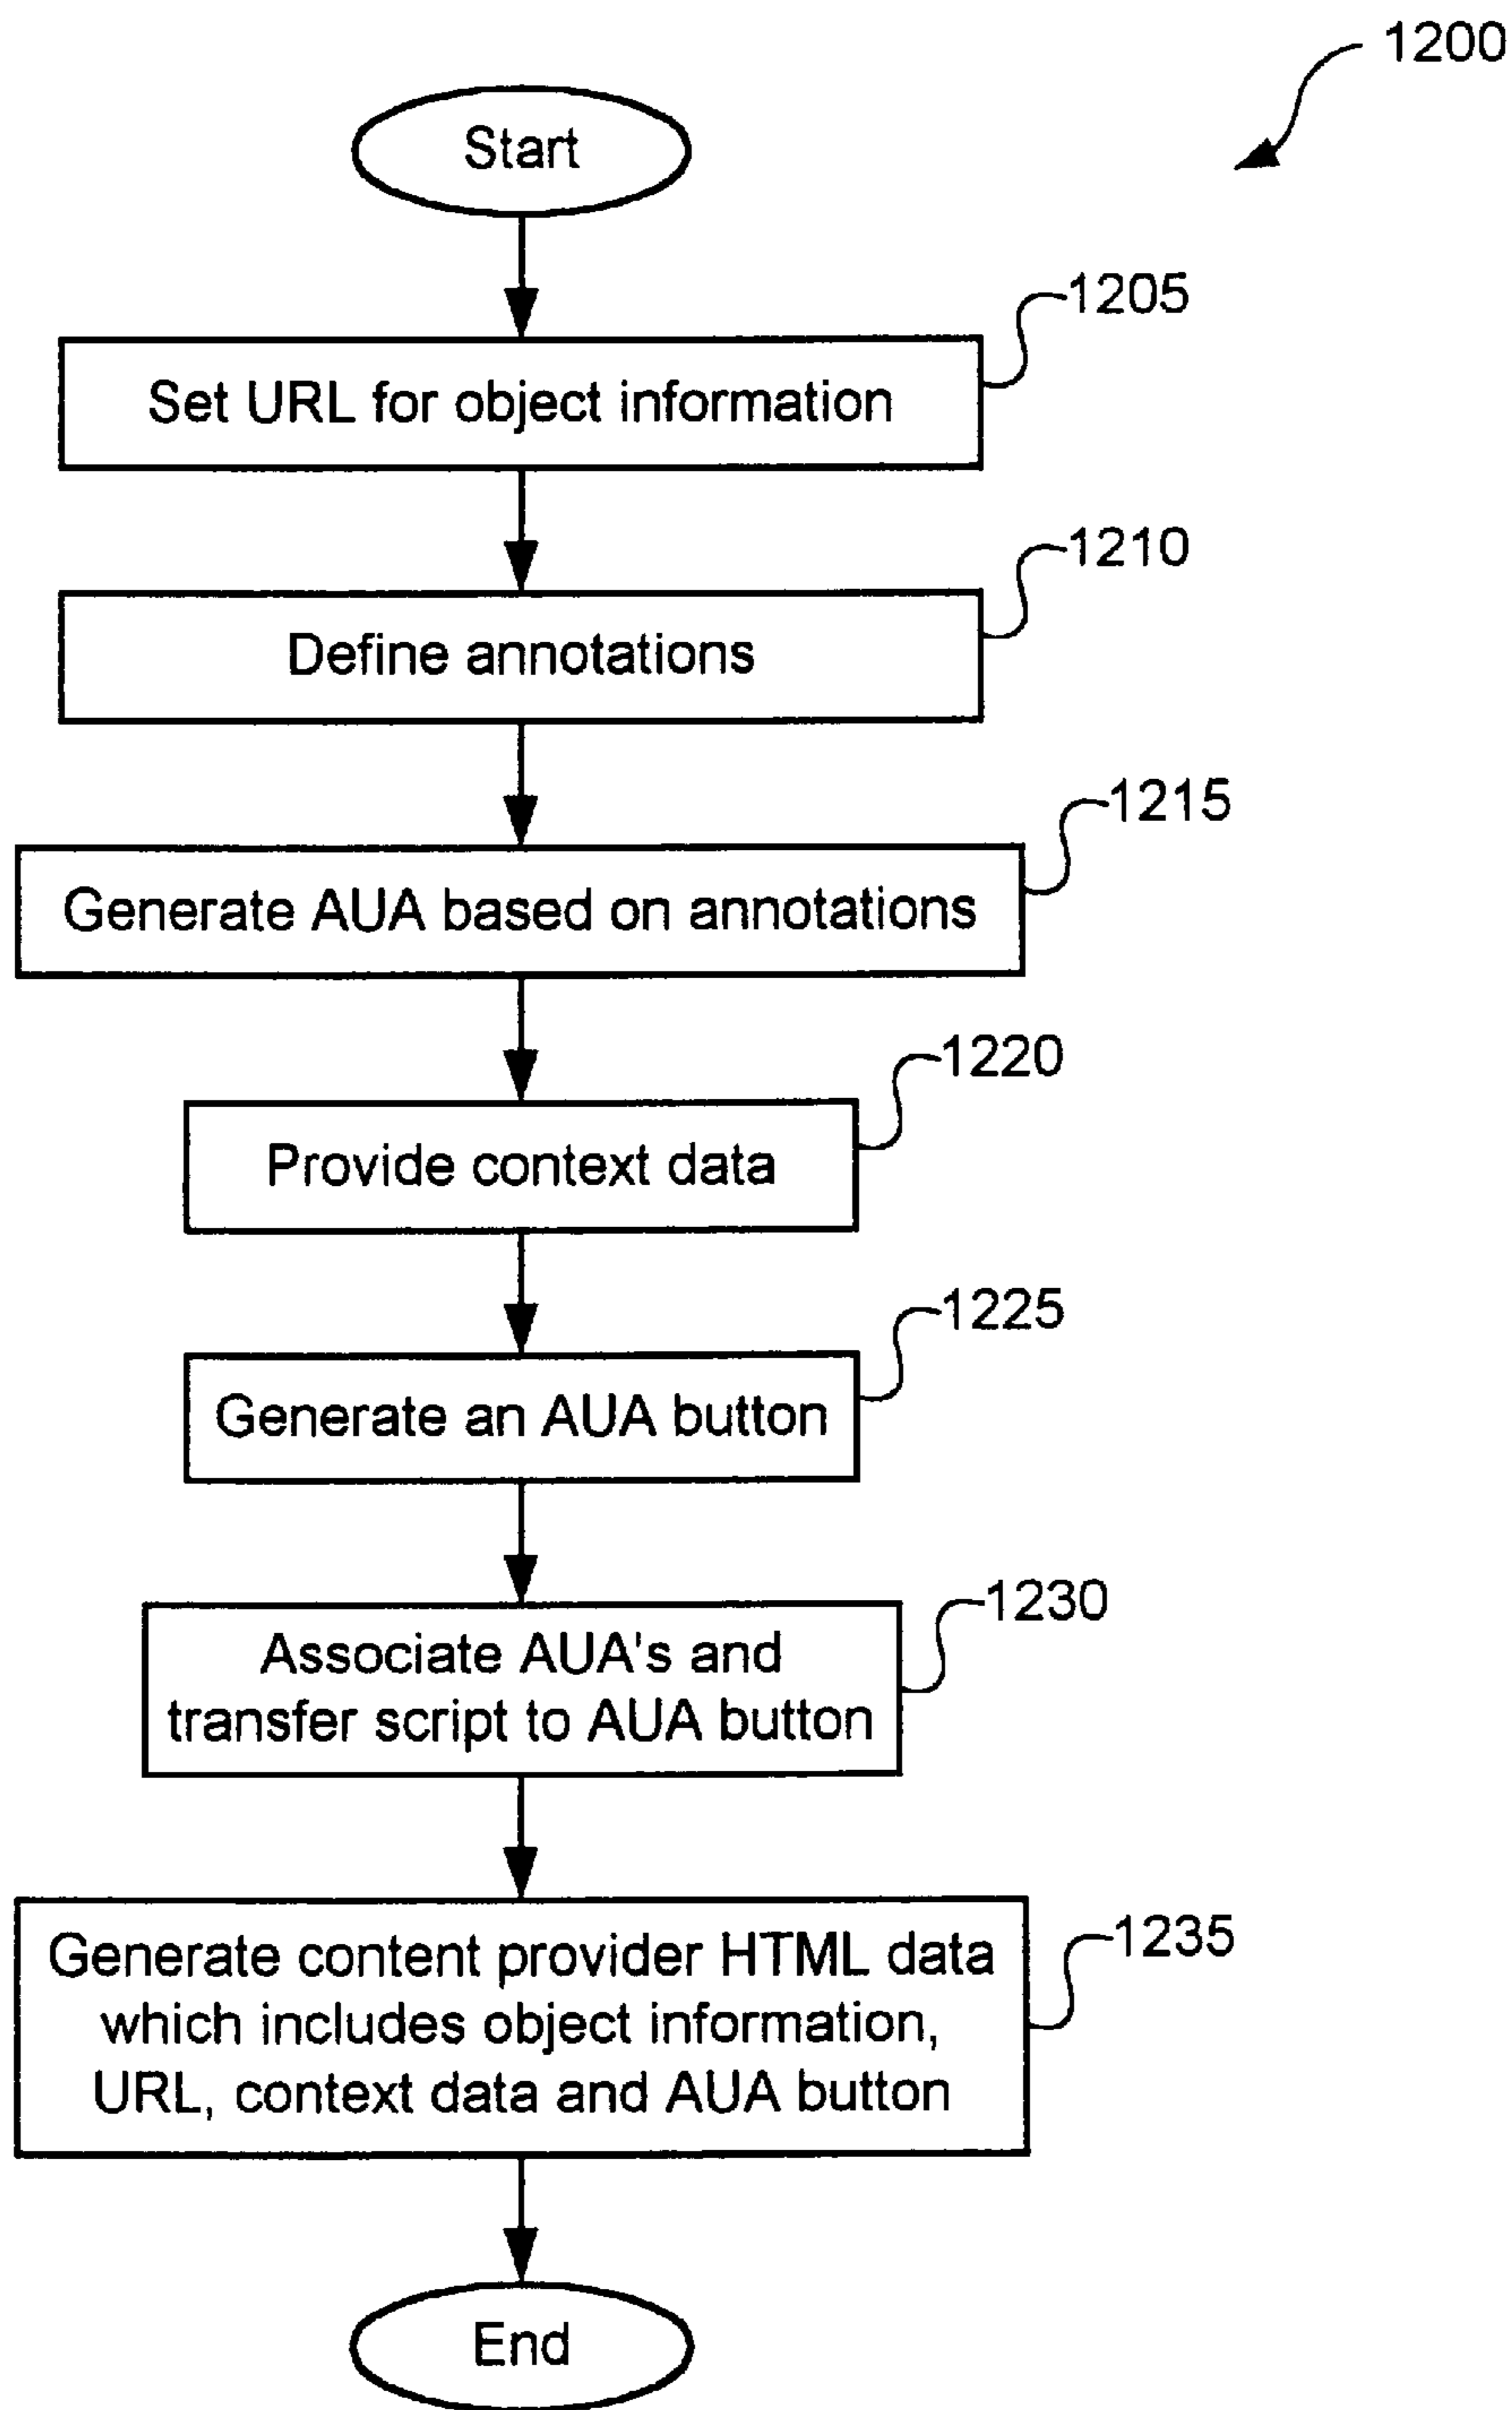 1200
Start
1205
Set URL for object information
1210
Define annotations
1215
Generate AUA based on annotations
1220
Provide context data
1225
Generate an AUA button
1230
Associate AUA's and
transfer script to AUA button
1235
Generate content provider HTML data
which includes object information,
URL, context data and AUA button
End